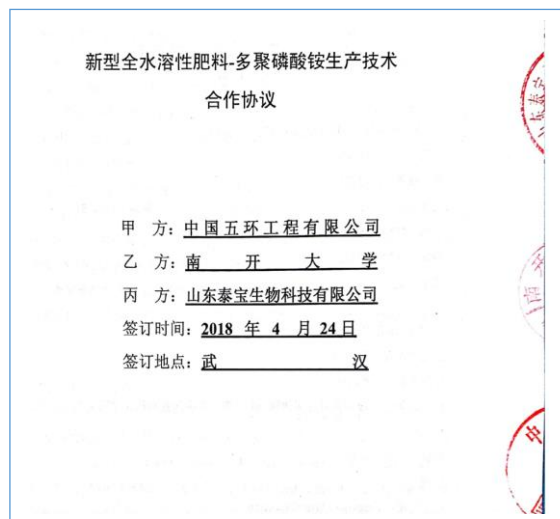 新型全水溶性肥料-多聚磷酸铵生产技术
合作协议
甲 方：中国五环工程有限公司
乙 方：南 开 大 学
丙 方：山东泰宝生物科技有限公司
签订时间：2018 年 4 月 24日
签订地点：武 汉